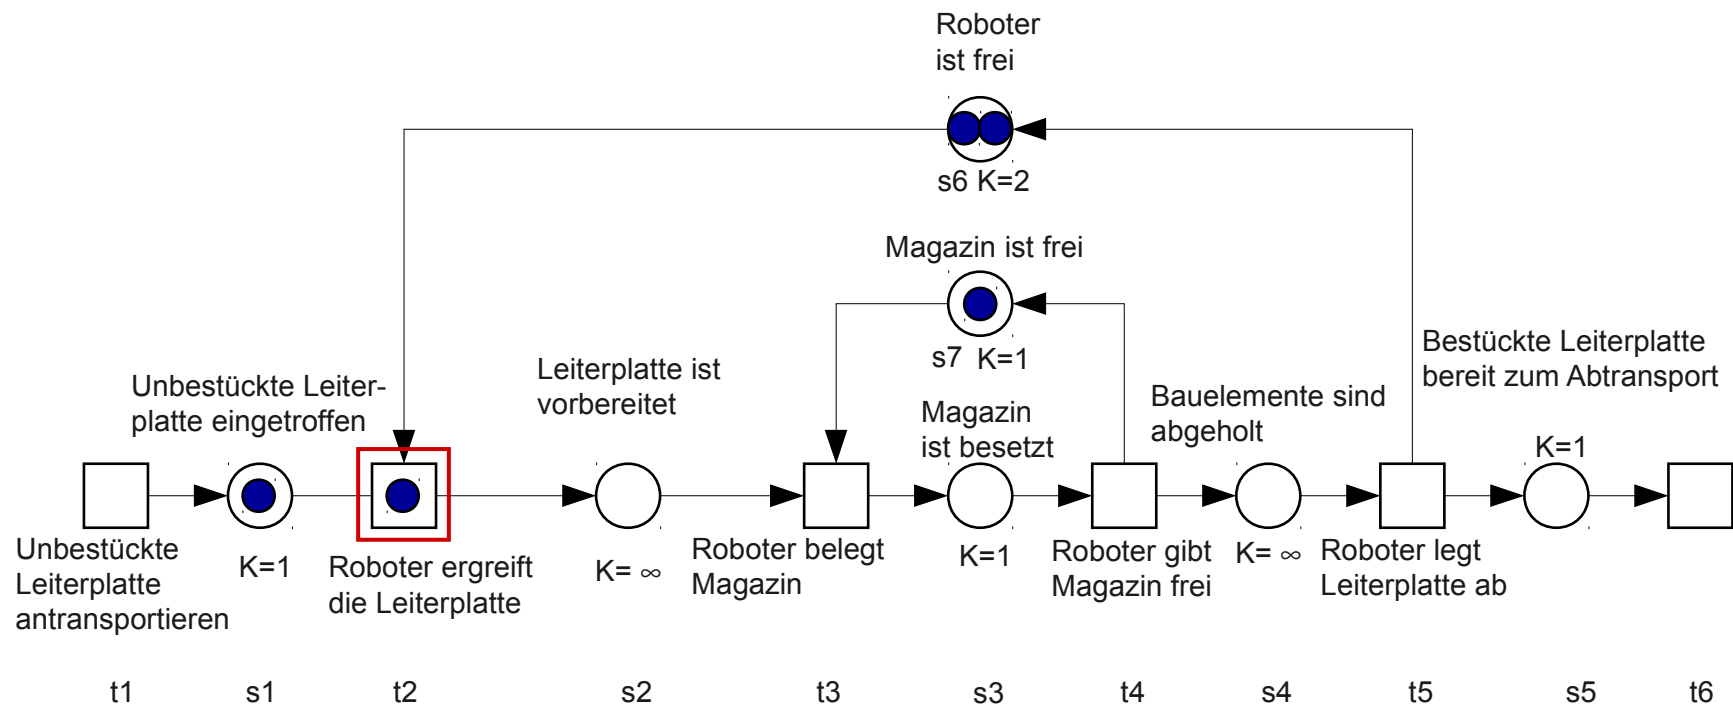 Roboter
ist frei
s6 K=2
Magazin ist frei
s7 K=1
Unbestückte Leiter-
platte eingetroffen
Leiterplatte ist
vorbereitet
Magazin
ist besetzt
Bauelemente sind
abgeholt
Bestückte Leiterplatte
bereit zum Abtransport
K=1
Unbestückte
Leiterplatte
antransportieren
K=1
Roboter ergreift
die Leiterplatte
K= ∞
Roboter belegt
Magazin
K=1
Roboter gibt
Magazin frei
K= ∞
Roboter legt
Leiterplatte ab
t1 s1 t2 s2 t3 s3 t4 s4 t5 s5 t6